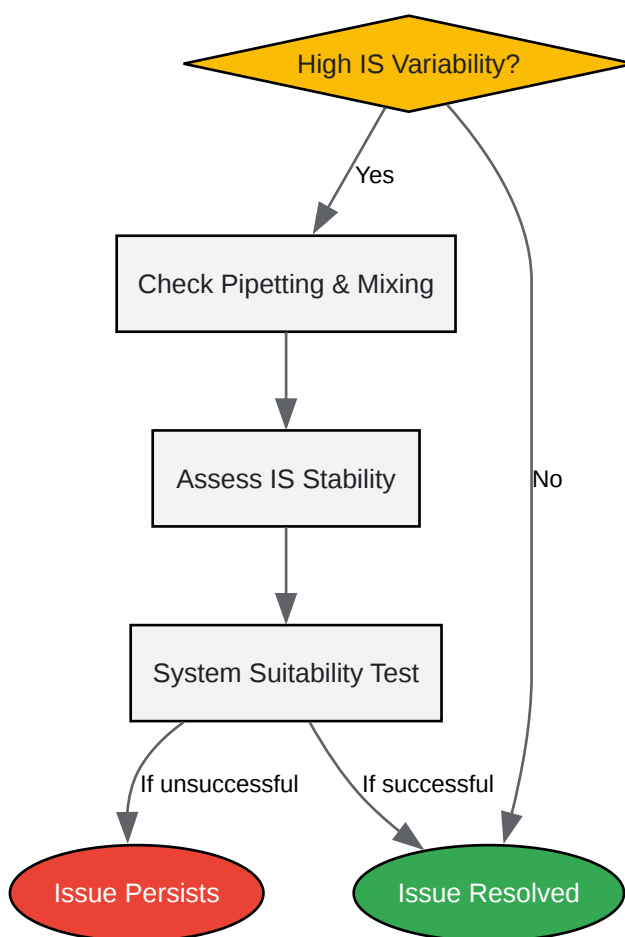 High IS Variability?
Yes
Check Pipetting & Mixing
Assess IS Stability
No
System Suitability Test
If unsuccessful
If successful
Issue Persists
Issue Resolved